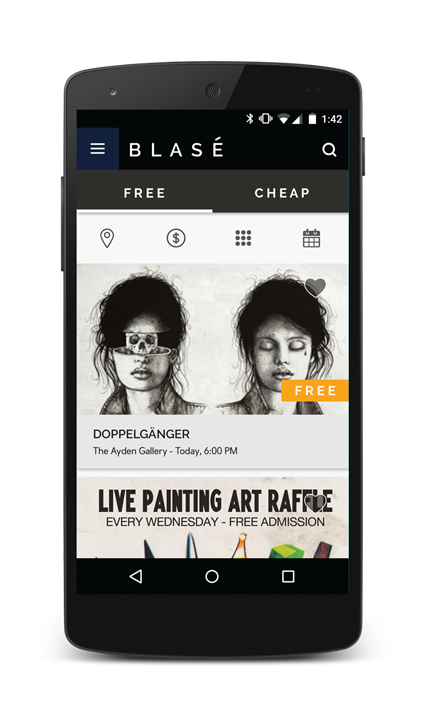 1:42
BLASÉ
FREE
CHEAP
$
FREE
DOPPELGÄNGER
The Ayden Gallery - Today, 6:00 PM
LIVE PAINTING ART RAFFLE
EVERY WEDNESDAY - FREE ADMISSION